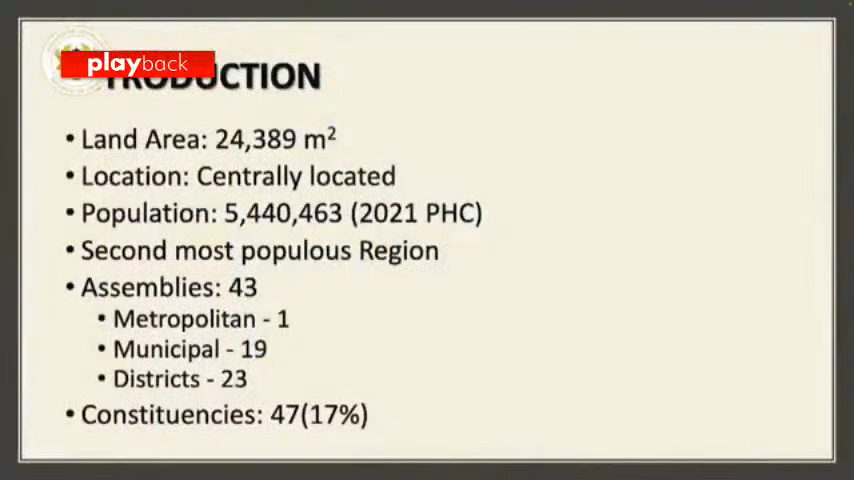 playback
TRODUCTION
• Land Area: 24,389 m²
• Location: Centrally located
• Population: 5,440,463 (2021 PHC)
• Second most populous Region
• Assemblies: 43
• Metropolitan - 1
• Municipal - 19
• Districts - 23
• Constituencies: 47(17%)